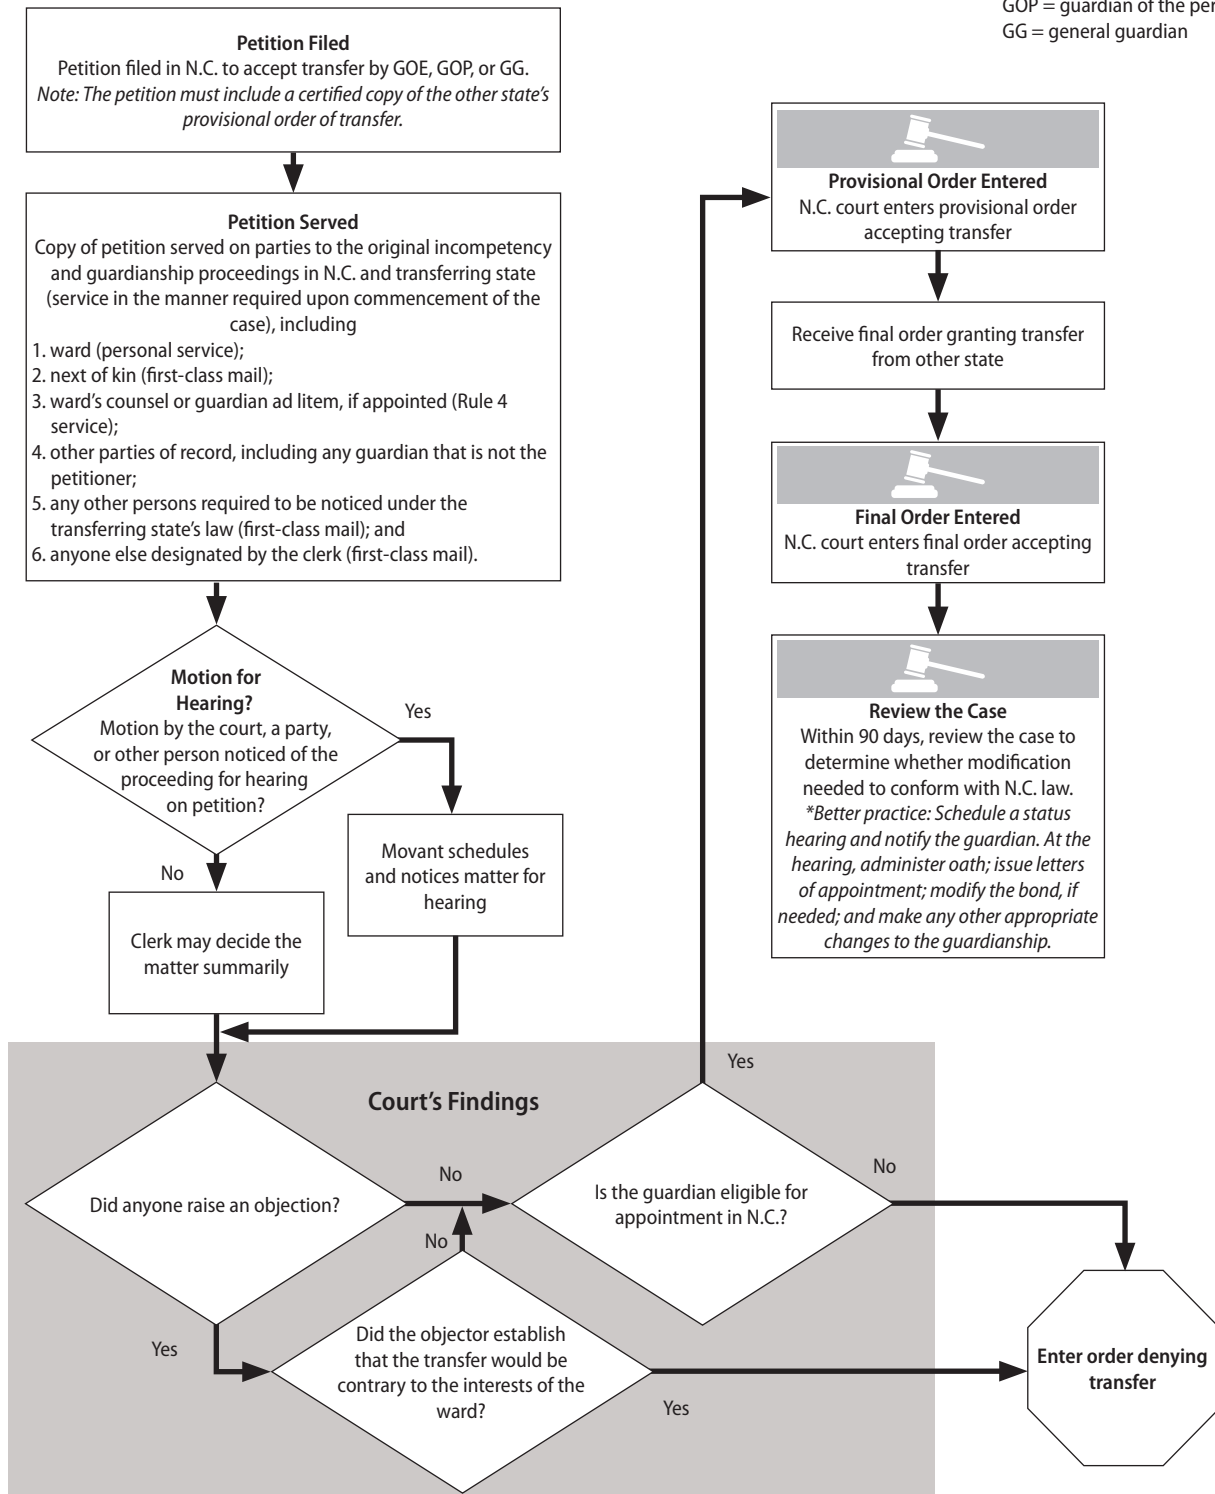 GOP = guardian of the per
GG = general guardian
Petition Filed
Petition filed in N.C. to accept transfer by GOE, GOP, or GG.
Note: The petition must include a certified copy of the other state's
provisional order of transfer.
Petition Served
Copy of petition served on parties to the original incompetency
and guardianship proceedings in N.C. and transferring state
(service in the manner required upon commencement of the
case), including
1. ward (personal service);
2. next of kin (first-class mail);
3. ward's counsel or guardian ad litem, if appointed (Rule 4
service);
4. other parties of record, including any guardian that is not the
petitioner;
5. any other persons required to be noticed under the
transferring state's law (first-class mail); and
6. anyone else designated by the clerk (first-class mail).
Motion for
Hearing?
Motion by the court, a party,
or other person noticed of the
proceeding for hearing
on petition?
Yes
No
Movant schedules
and notices matter for
hearing
Clerk may decide the
matter summarily
Court's Findings
Did anyone raise an objection?
No
Yes
Did the objector establish
that the transfer would be
contrary to the interests of the
ward?
No
Yes
Is the guardian eligible for
appointment in N.C.?
Yes
No
Enter order denying
transfer
Provisional Order Entered
N.C. court enters provisional order
accepting transfer
Receive final order granting transfer
from other state
Final Order Entered
N.C. court enters final order accepting
transfer
Review the Case
Within 90 days, review the case to
determine whether modification
needed to conform with N.C. law.
*Better practice: Schedule a status
hearing and notify the guardian. At the
hearing, administer oath; issue letters
of appointment; modify the bond, if
needed; and make any other appropriate
changes to the guardianship.